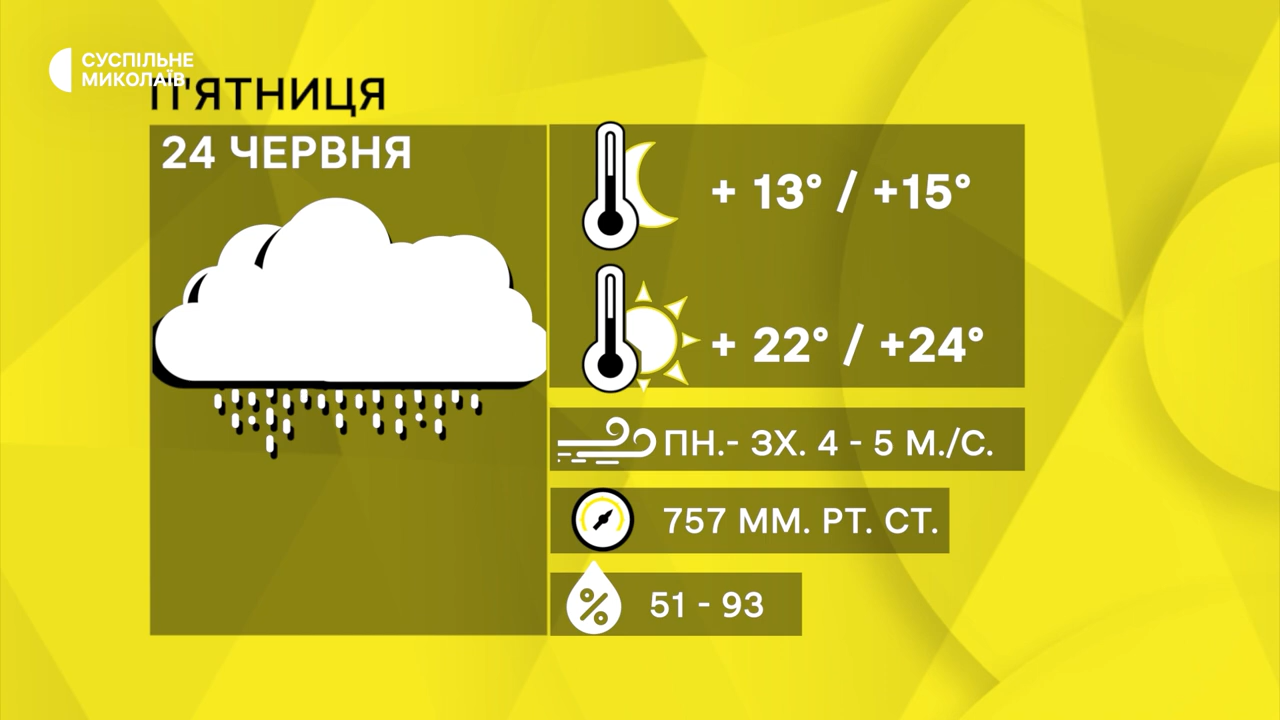 СУСПІЛЬНЕ
МИКОЛАЇВ
П'ЯТНИЦЯ
24 ЧЕРВНЯ
+ 13° / +15°
+ 22° / +24°
ПН.- ЗХ. 4 - 5 М./С.
757 ММ. РТ. СТ.
% 51 - 93